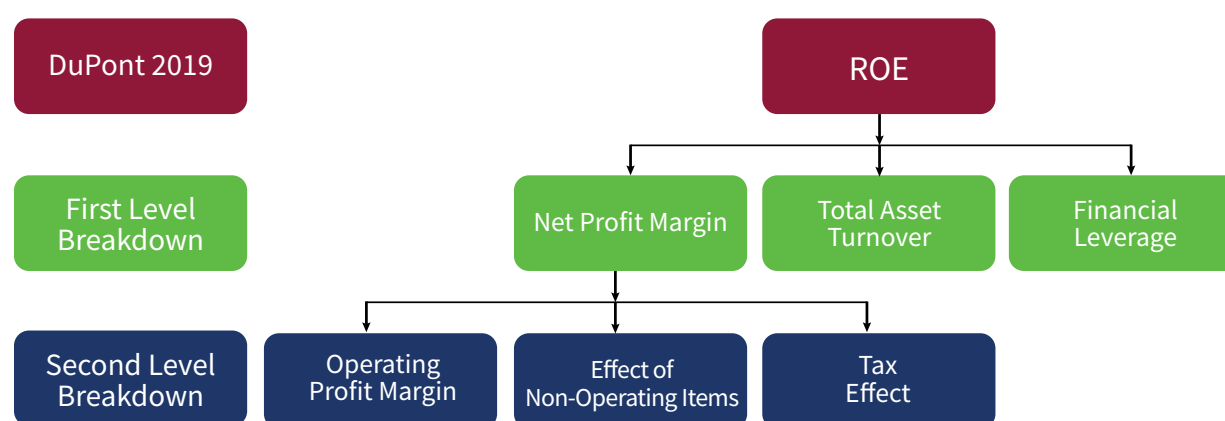 DuPont 2019
ROE
First Level
Breakdown
Net Profit Margin
Total Asset
Turnover
Financial
Leverage
Second Level
Breakdown
Operating
Profit Margin
Effect of
Non-Operating Items
Tax
Effect